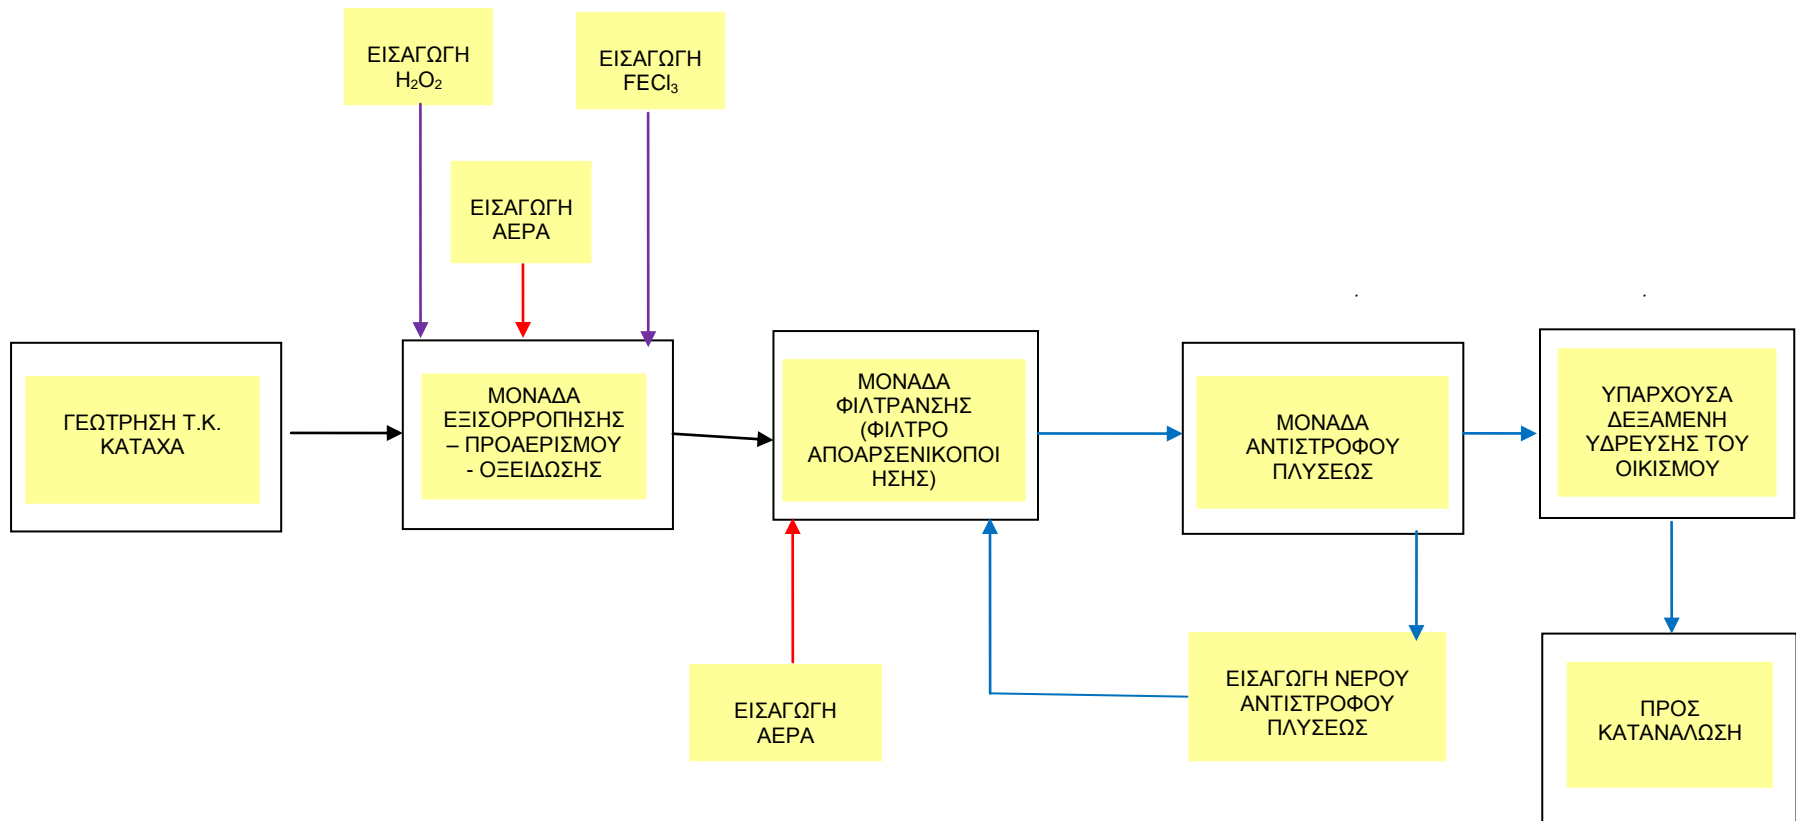 ΕΙΣΑΓΩΓΗ
H₂O₂
ΕΙΣΑΓΩΓΗ
FECl₃
ΕΙΣΑΓΩΓΗ
ΑΕΡΑ
ΓΕΩΤΡΗΣΗ Τ.Κ.
ΚΑΤΑΧΑ
ΜΟΝΑΔΑ
ΕΞΙΣΟΡΡΟΠΗΣΗΣ
– ΠΡΟΑΕΡΙΣΜΟΥ
- ΟΞΕΙΔΩΣΗΣ
ΜΟΝΑΔΑ
ΦΙΛΤΡΑΝΣΗΣ
(ΦΙΛΤΡΟ
ΑΠΟΑΡΣΕΝΙΚΟΠΟΙ
ΗΣΗΣ)
ΜΟΝΑΔΑ
ΑΝΤΙΣΤΡΟΦΟΥ
ΠΛΥΣΕΩΣ
ΥΠΑΡΧΟΥΣΑ
ΔΕΞΑΜΕΝΗ
ΥΔΡΕΥΣΗΣ ΤΟΥ
ΟΙΚΙΣΜΟΥ
ΕΙΣΑΓΩΓΗ
ΑΕΡΑ
ΕΙΣΑΓΩΓΗ ΝΕΡΟΥ
ΑΝΤΙΣΤΡΟΦΟΥ
ΠΛΥΣΕΩΣ
ΠΡΟΣ
ΚΑΤΑΝΑΛΩΣΗ